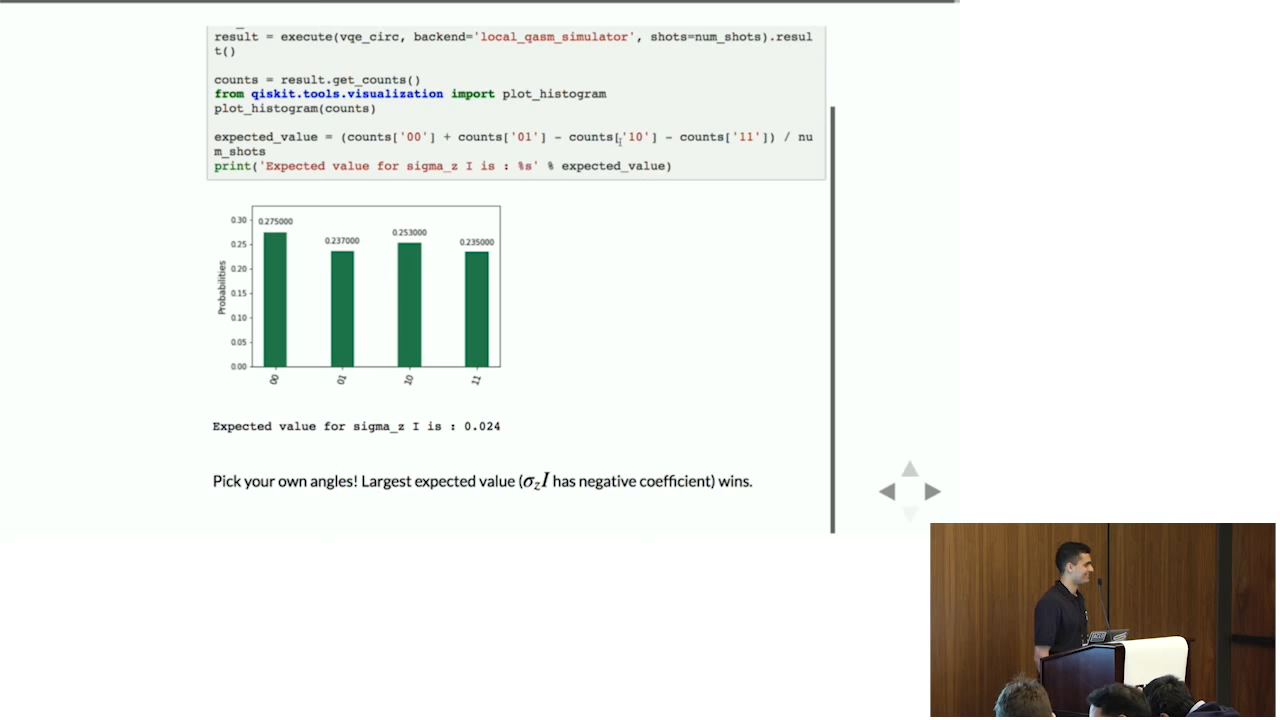 result = execute(vqe_circ, backend='local_qasm_simulator', shots=num_shots).resul
t()
counts = result.get_counts()
from qiskit.tools.visualization import plot_histogram
plot_histogram(counts)
expected_value = (counts['00'] + counts['01'] - counts['10'] - counts['11']) / nu
m_shots
print('Expected value for sigma_z I is : %s' % expected_value)
0.30
0.25
0.20
0.15
0.10
0.05
0.00
Probabilities
0.275000
0.237000
0.253000
0.235000
00
01
10
11
Expected value for sigma_z I is : 0.024
Pick your own angles! Largest expected value (σzI has negative coefficient) wins.